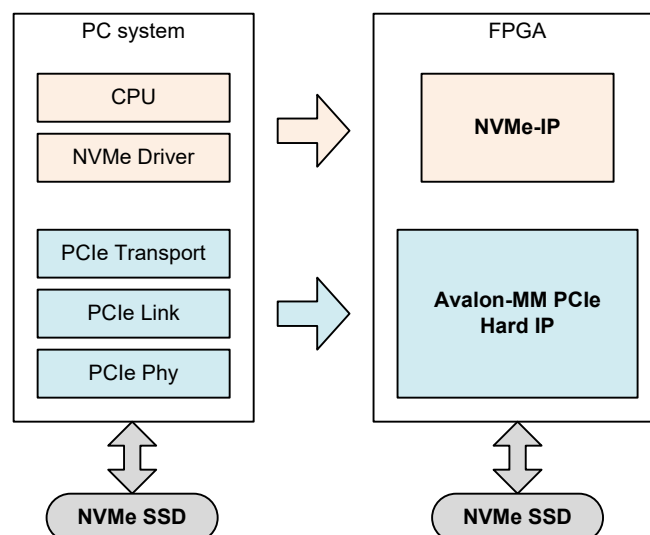 PC system
CPU
NVMe Driver
PCIe Transport
PCIe Link
PCIe Phy
NVMe SSD
FPGA
NVMe-IP
Avalon-MM PCIe
Hard IP
NVMe SSD